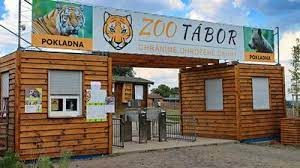 ZOO TÁBOR
CHRÁNÍME OHROŽENÉ DRUHY
POKLADNA
POKLADNA